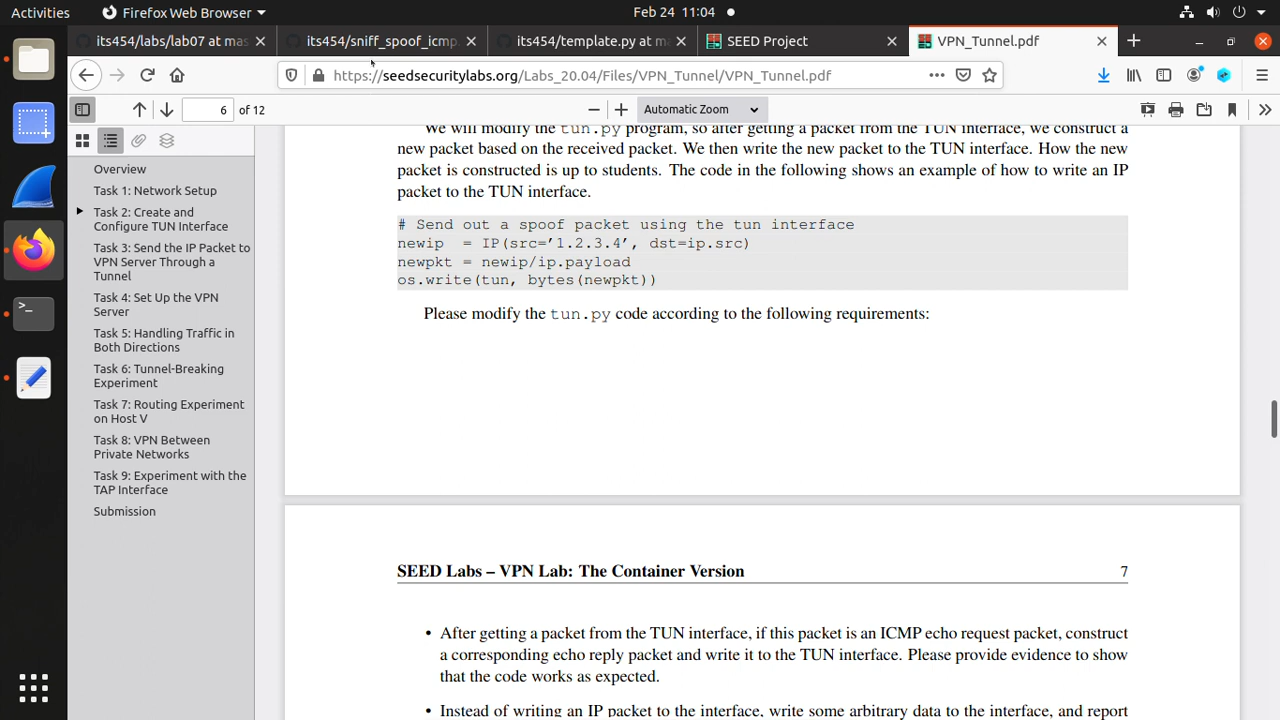 Activities
Firefox Web Browser
Feb 24 11:04
its454/labs/lab07 at mas
its454/sniff_spoof_icmp.
its454/template.py at m
SEED Project
VPN_Tunnel.pdf
https://seedsecuritylabs.org/Labs_20.04/Files/VPN_Tunnel/VPN_Tunnel.pdf
6 of 12
Automatic Zoom
Overview
Task 1: Network Setup
Task 2: Create and
Configure TUN Interface
Task 3: Send the IP Packet to
VPN Server Through a
Tunnel
Task 4: Set Up the VPN
Server
Task 5: Handling Traffic in
Both Directions
Task 6: Tunnel-Breaking
Experiment
Task 7: Routing Experiment
on Host V
Task 8: VPN Between
Private Networks
Task 9: Experiment with the
TAP Interface
Submission
We will modify the tun.py program, so after getting a packet from the TUN interface, we construct a
new packet based on the received packet. We then write the new packet to the TUN interface. How the new
packet is constructed is up to students. The code in the following shows an example of how to write an IP
packet to the TUN interface.
# Send out a spoof packet using the tun interface
newip = IP(src=’1.2.3.4’, dst=ip.src)
newpkt = newip/ip.payload
os.write(tun, bytes(newpkt))
Please modify the tun.py code according to the following requirements:
SEED Labs – VPN Lab: The Container Version 7
• After getting a packet from the TUN interface, if this packet is an ICMP echo request packet, construct
a corresponding echo reply packet and write it to the TUN interface. Please provide evidence to show
that the code works as expected.
• Instead of writing an IP packet to the interface, write some arbitrary data to the interface, and report